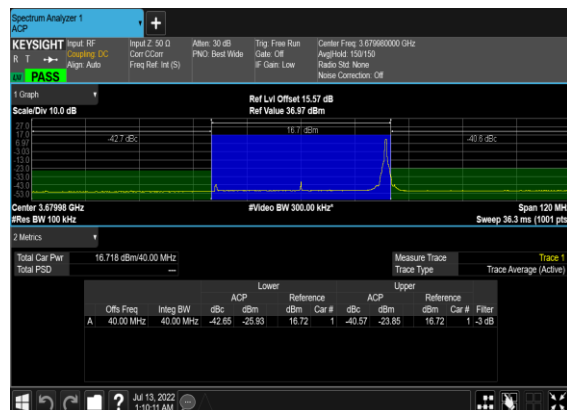 Spectrum Analyzer 1
ACP
+
KEYSIGHT Input: RF Input Z: 50 Ω Atten: 30 dB Trig: Free Run Center Freq: 3.679980000 GHz
R T Coupling: DC Corr CCorr PNO: Best Wide Gate: Off Avg|Hold: 150/150
Align: Auto Freq Ref: Int (S) IF Gain: Low Radio Std: None
PASS Noise Correction: Off
1 Graph
Ref Lvl Offset 15.57 dB
Scale/Div 10.0 dB Ref Value 36.97 dBm
27.0
17.0 16.7 dBm
6.97 -42.7 dBc -40.6 dBc
-3.03
-13.0
-23.0
-33.0
-43.0
-53.0
Center 3.67998 GHz #Video BW 300.00 kHz* Span 120 MH
#Res BW 100 kHz Sweep 36.3 ms (1001 pts
2 Metrics
Total Car Pwr 16.718 dBm/40.00 MHz Measure Trace Trace 1
Total PSD --- Trace Type Trace Average (Active)
Lower Upper
ACP Reference ACP Reference
Offs Freq Integ BW dBc dBm dBm Car # dBc dBm dBm Car # Filter
A 40.00 MHz 40.00 MHz -42.65 -25.93 16.72 1 -40.57 -23.85 16.72 1 -3 dB
? Jul 13, 2022
1:10:11 AM